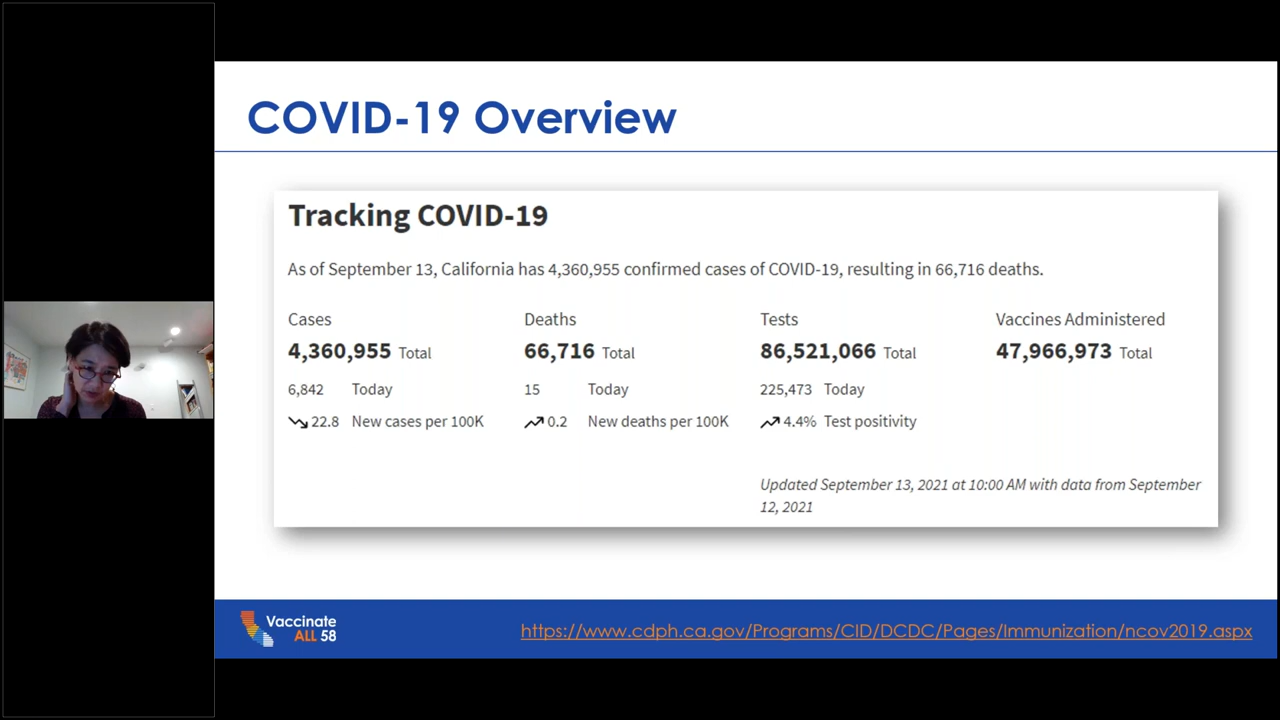 COVID-19 Overview
Tracking COVID-19
As of September 13, California has 4,360,955 confirmed cases of COVID-19, resulting in 66,716 deaths.
Cases
4,360,955 Total
6,842 Today
22.8 New cases per 100K
Deaths
66,716 Total
15 Today
0.2 New deaths per 100K
Tests
86,521,066 Total
225,473 Today
4.4% Test positivity
Vaccines Administered
47,966,973 Total
Updated September 13, 2021 at 10:00 AM with data from September
12, 2021
Vaccinate
ALL 58
https://www.cdph.ca.gov/Programs/CID/DCDC/Pages/Immunization/ncov2019.aspx